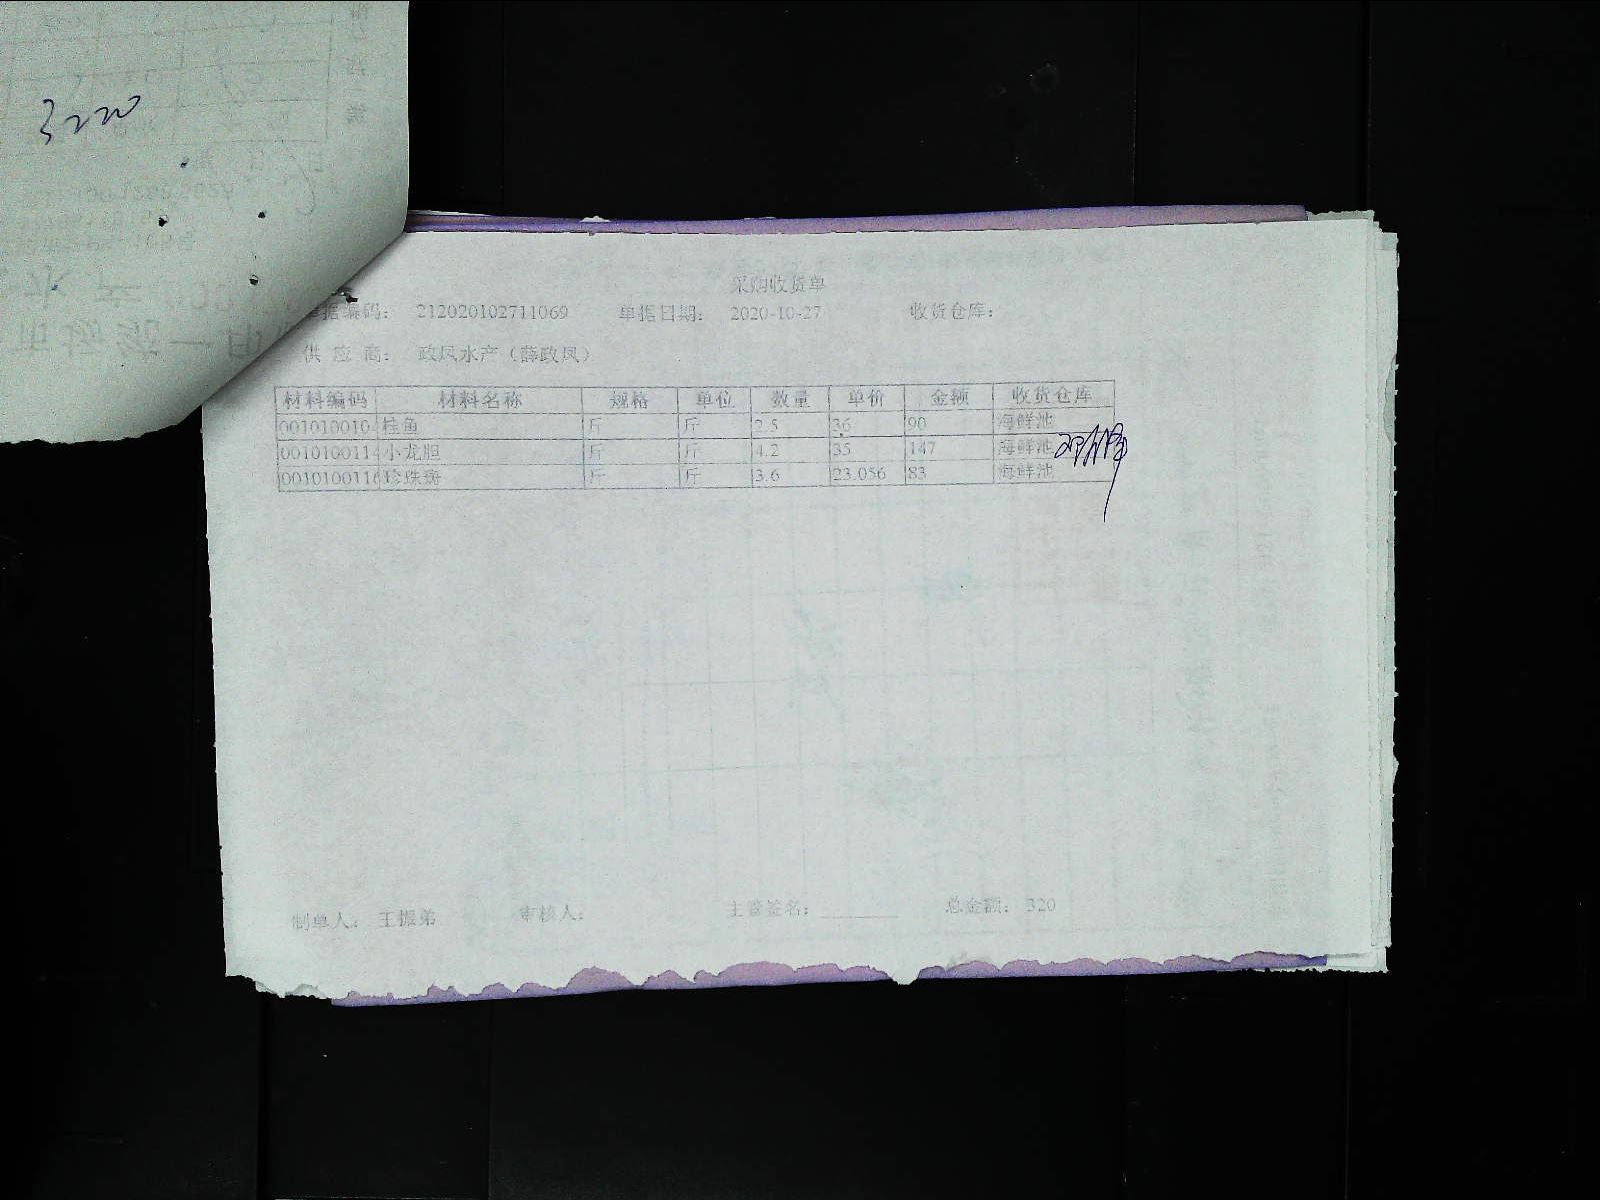 3220
采购收货单
单据编码： 212020102711069 单据日期： 2020-10-27 收货仓库：
供 应 商： 政凤水产（薛政凤）
材料编码 材料名称 规格 单位 数量 单价 金额 收货仓库
001010010 桂鱼 斤 斤 2.5 36 90 海鲜池
0010100114 小龙胆 斤 斤 4.2 35 147 海鲜池
0010100116 珍珠斑 斤 斤 3.6 23.056 83 海鲜池
制单人： 王振弟 审核人： 主管签名： 总金额： 320